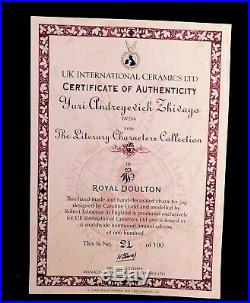 UK INTERNATIONAL CERAMICS LTD
CERTIFICATE OF AUTHENTICITY
Yuri Andreyevich Zhivago
from
The Literary Characters Collection
by
ROYAL DOULTON
This hand-made and hand-decorated character jug
designed by Caroline Dadd and modelled by
Robert Tabbenor in England is produced exclusively
for U.K. International Ceramics Ltd and is issued in
a worldwide numbered limited edition
of one hundred
This is No. 21 of 100